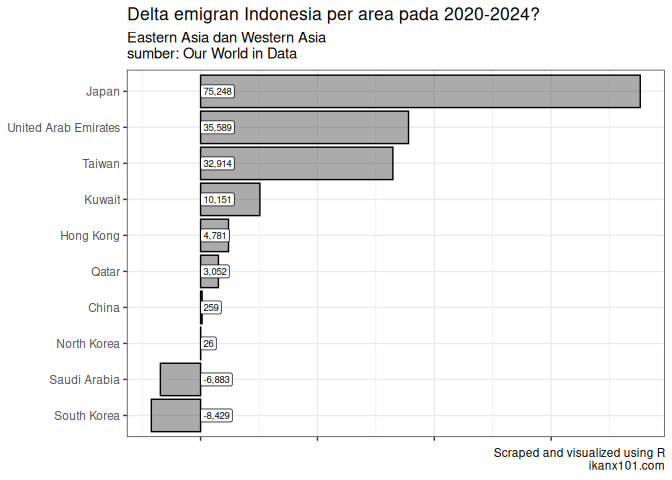 Delta emigran Indonesia per area pada 2020-2024?
Eastern Asia dan Western Asia
sumber: Our World in Data
Japan 75,248
United Arab Emirates 35,589
Taiwan 32,914
Kuwait 10,151
Hong Kong 4,781
Qatar 3,052
China 259
North Korea 26
Saudi Arabia -6,883
South Korea -8,429
Scraped and visualized using R
ikanx101.com